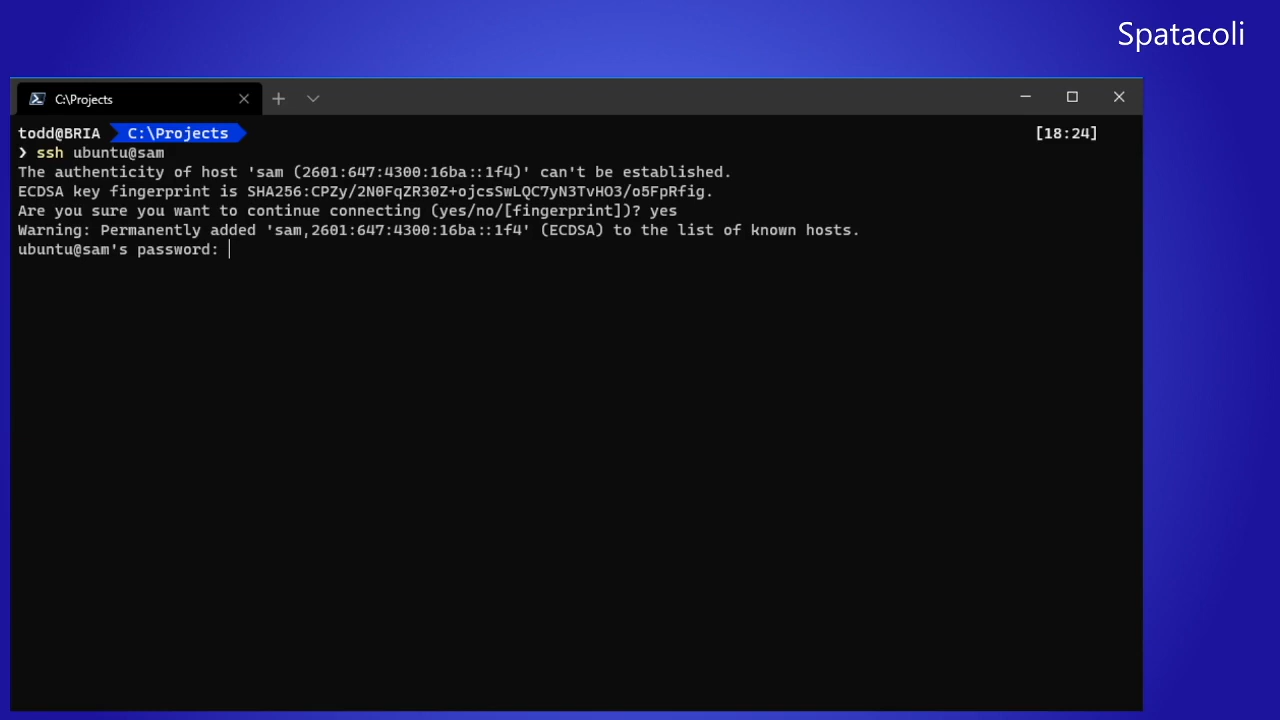 Spatacoli
C:\Projects
todd@BRIA C:\Projects [18:24]
❯ ssh ubuntu@sam
The authenticity of host 'sam (2601:647:4300:16ba::1f4)' can't be established.
ECDSA key fingerprint is SHA256:CPZy/2N0FqZR30Z+ojcsSwLQC7yN3TvHO3/o5FpRfig.
Are you sure you want to continue connecting (yes/no/[fingerprint])? yes
Warning: Permanently added 'sam,2601:647:4300:16ba::1f4' (ECDSA) to the list of known hosts.
ubuntu@sam's password: